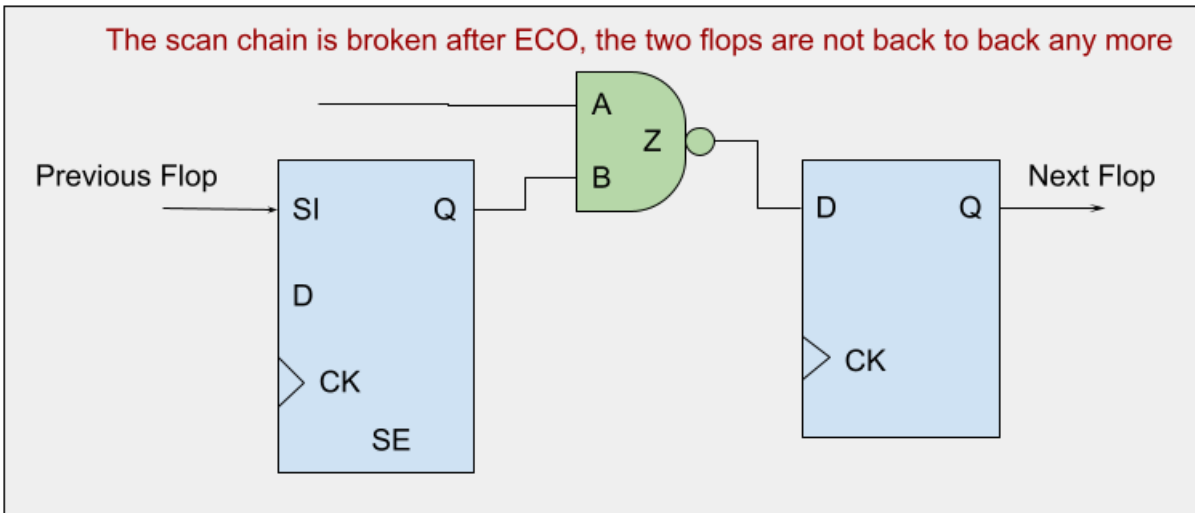 The scan chain is broken after ECO, the two flops are not back to back any more
A
Z
B
Previous Flop
Next Flop
SI
Q
D
Q
D
CK
CK
SE